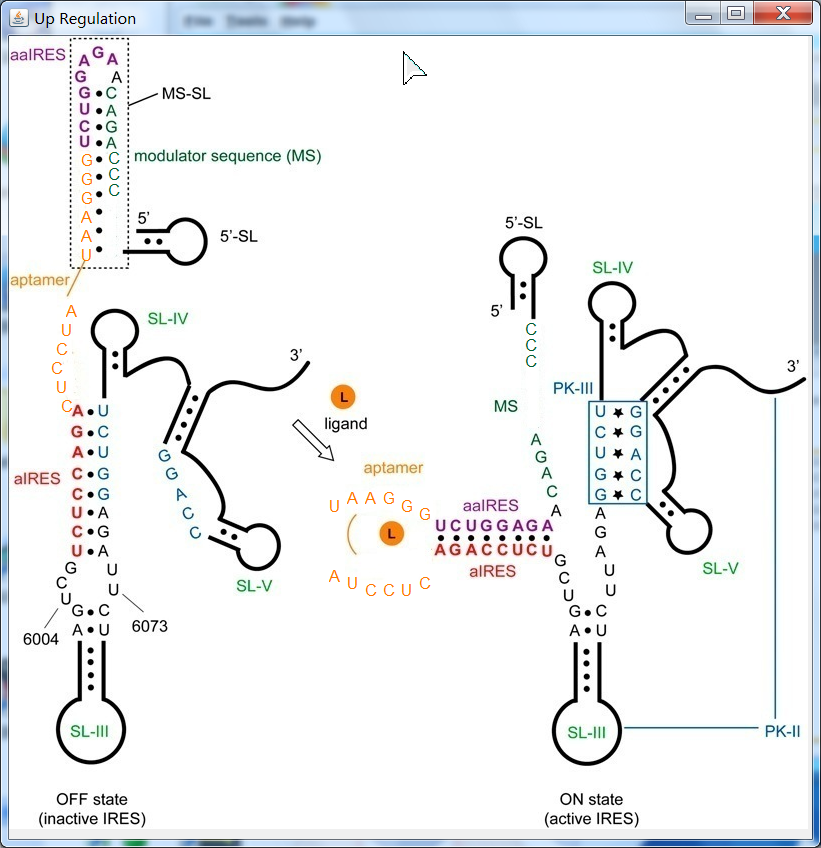 Up Regulation
aaIRES
A G A
G A
G C
U A
C G
U A
G C
G C
G C
A
A
U
MS-SL
modulator sequence (MS)
5'
5'-SL
aptamer
A
U
C
C
U
C
SL-IV
3'
aIRES
A G A C C U C U
G C U G A
U C U G G A G A U U C U
G G A C C
SL-V
6004
6073
SL-III
OFF state
(inactive IRES)
L
ligand
aptamer
U A A G G G
L
A U C C U C
aaIRES
U C U G G A G A
A G A C C U C U
aIRES
5'-SL
5'
C
C
C
MS
A
G
A
C
A
G C U G A
SL-IV
3'
PK-III
U G
C G
U A
G C
G C
A G A U U C U
SL-V
SL-III
PK-II
ON state
(active IRES)